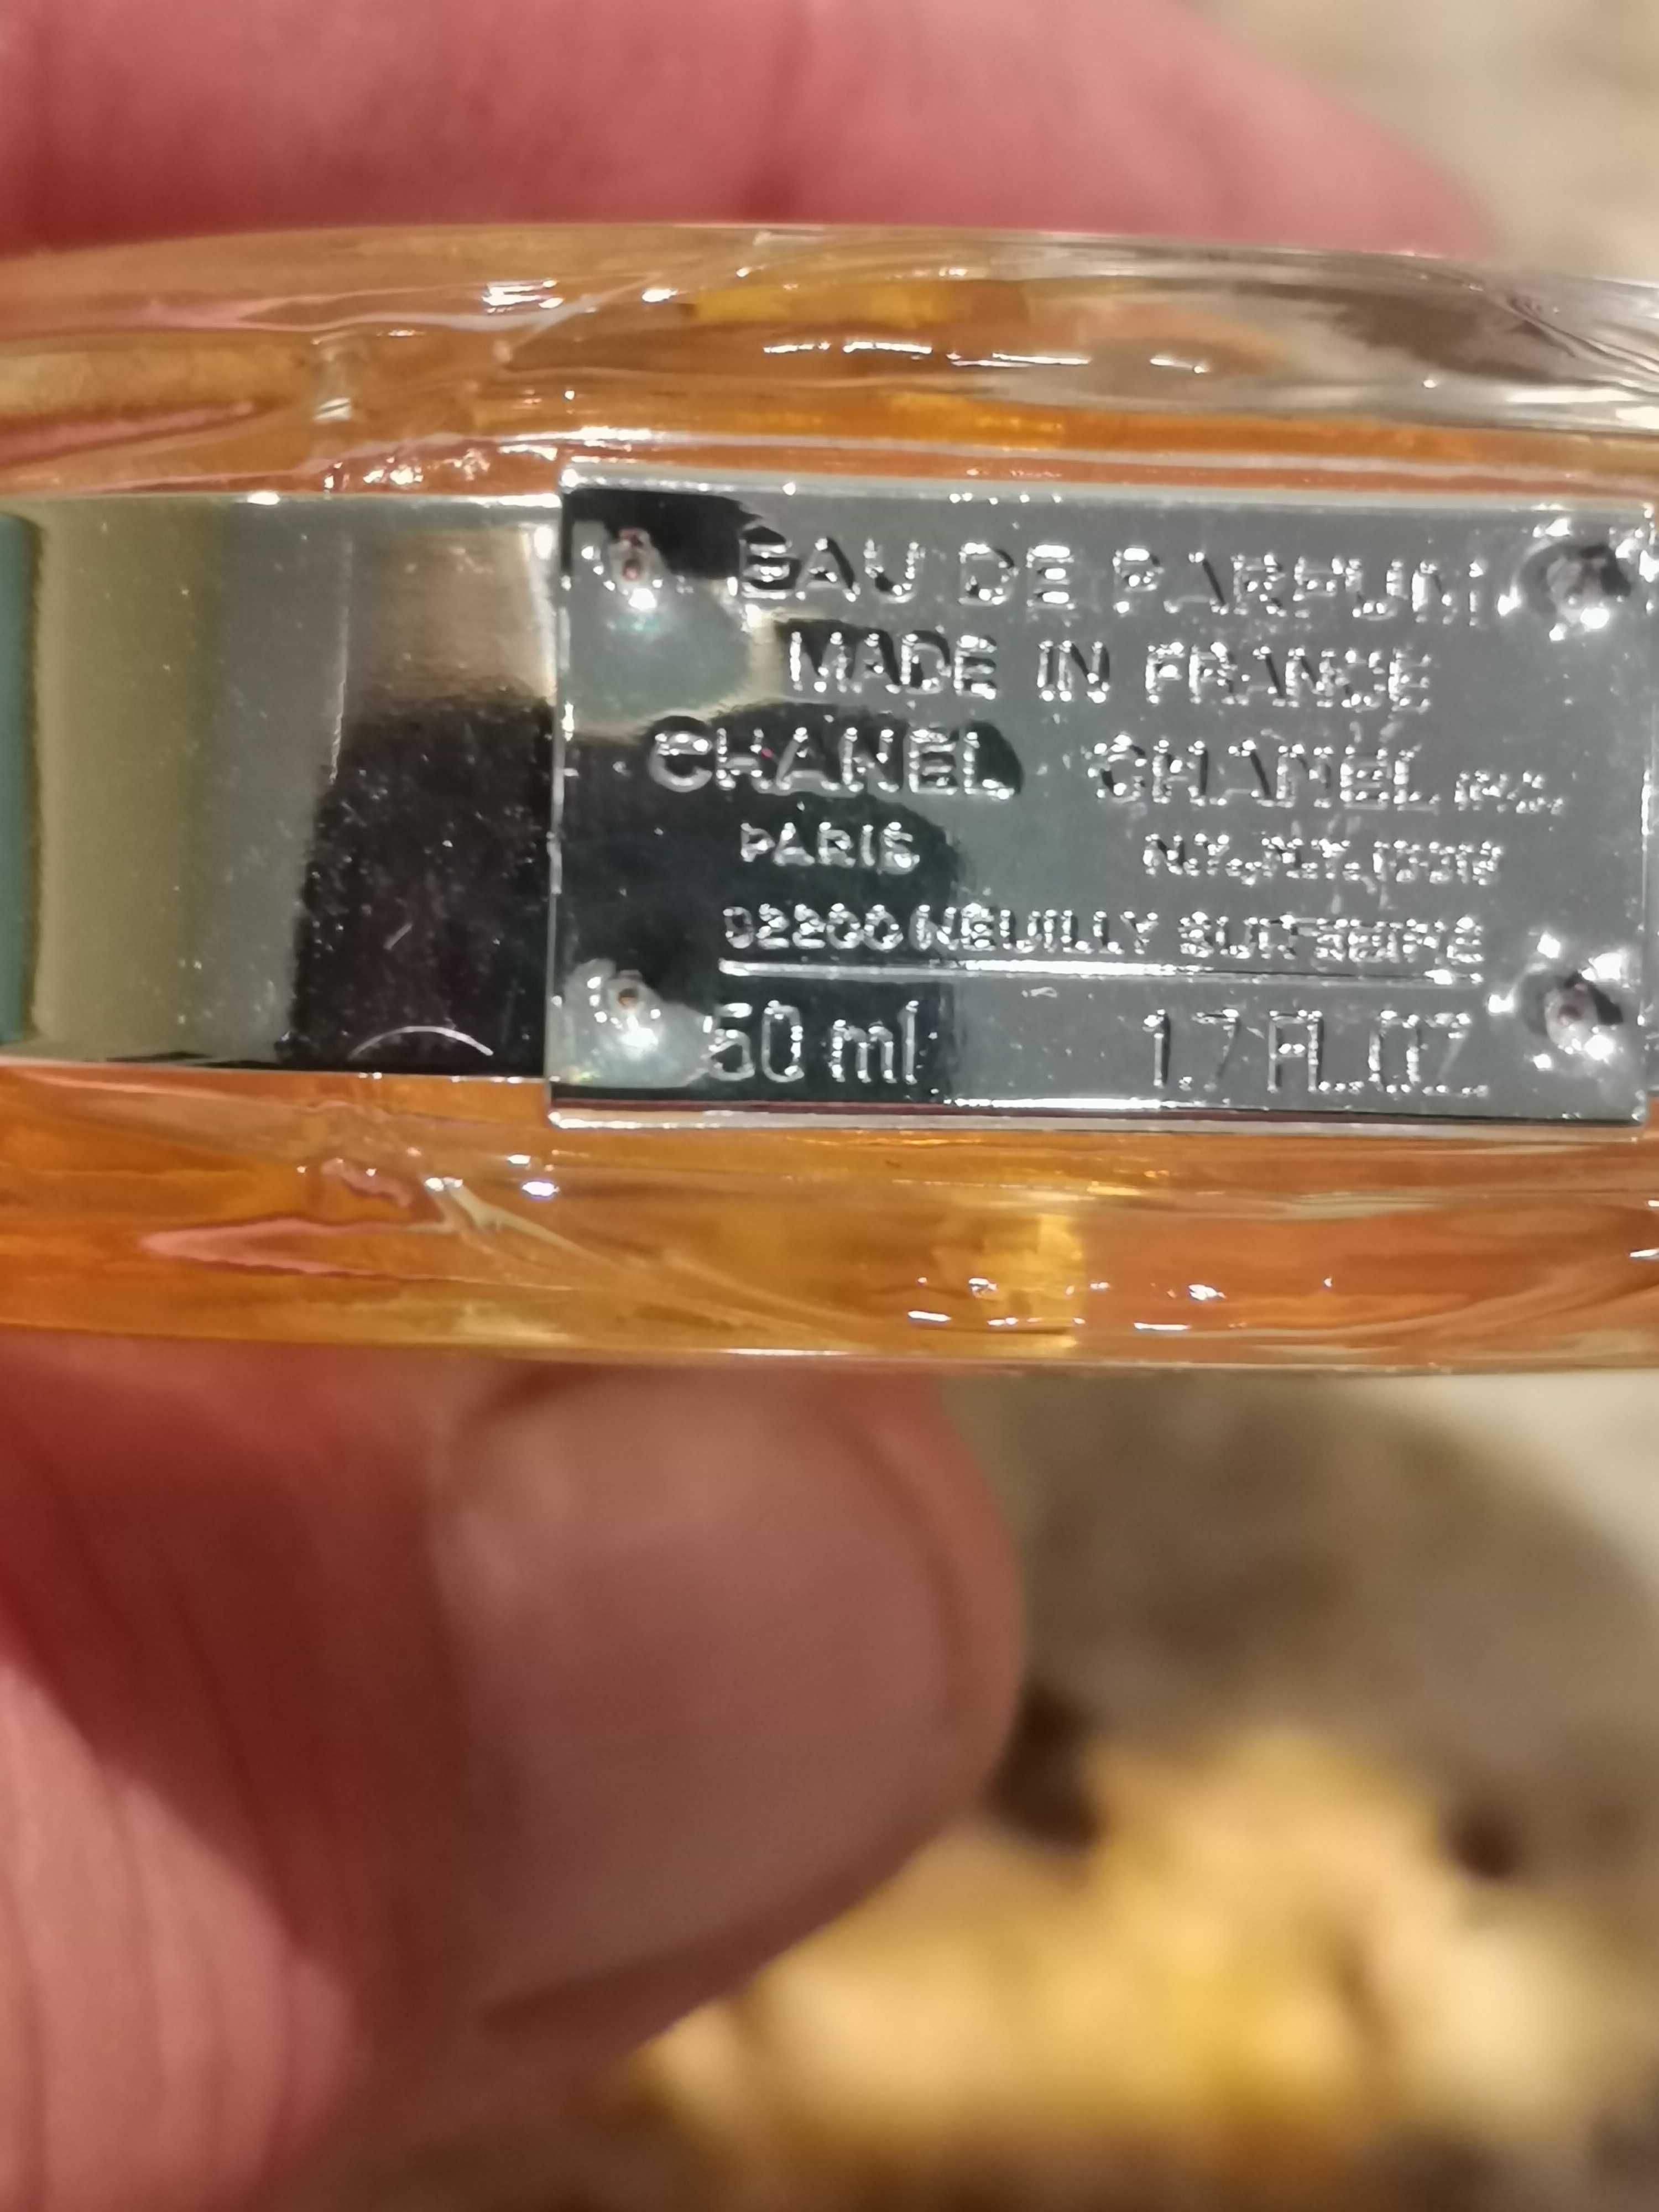 EAU DE PARFUM
MADE IN FRANCE
CHANEL CHANEL INC.
PARIS N.Y., N.Y., 10019
92200 NEUILLY SUR SEINE
50 ml 1.7 FL.OZ.